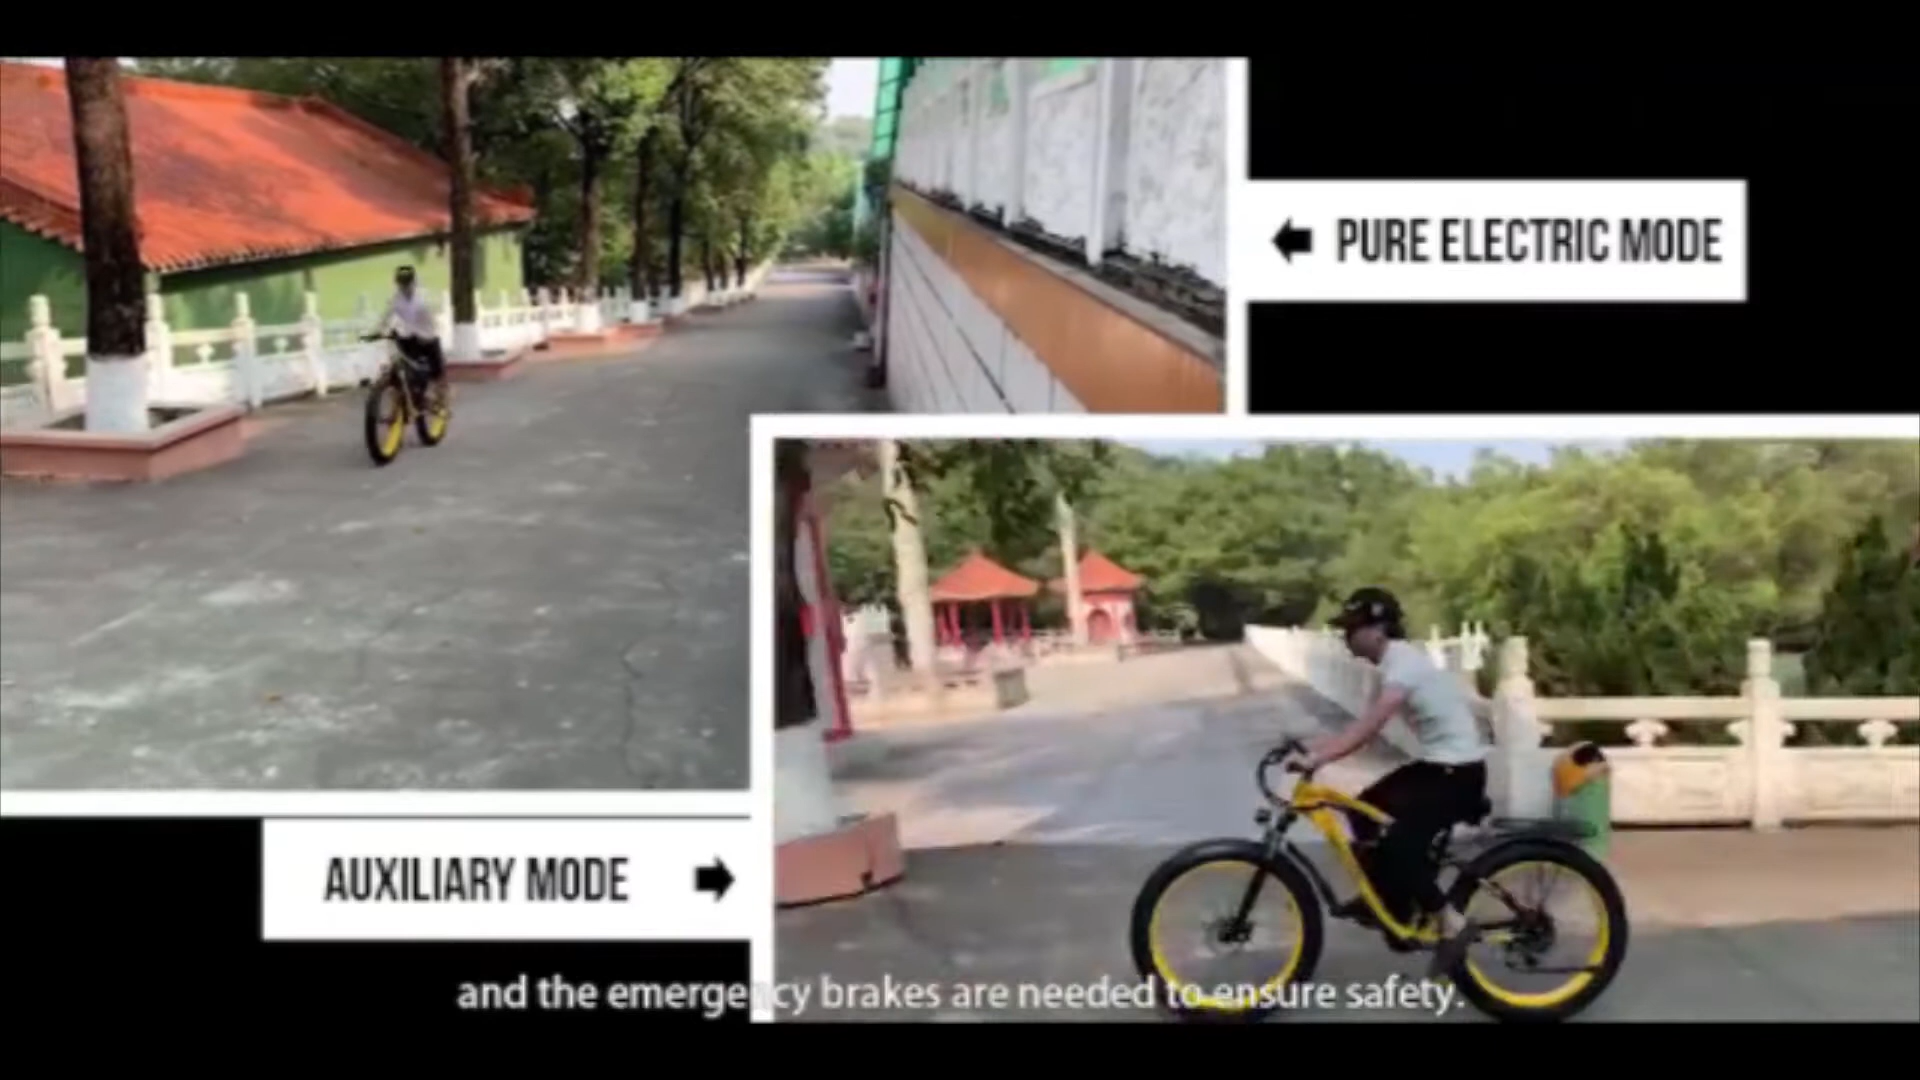 PURE ELECTRIC MODE
AUXILIARY MODE
and the emergency brakes are needed to ensure safety.